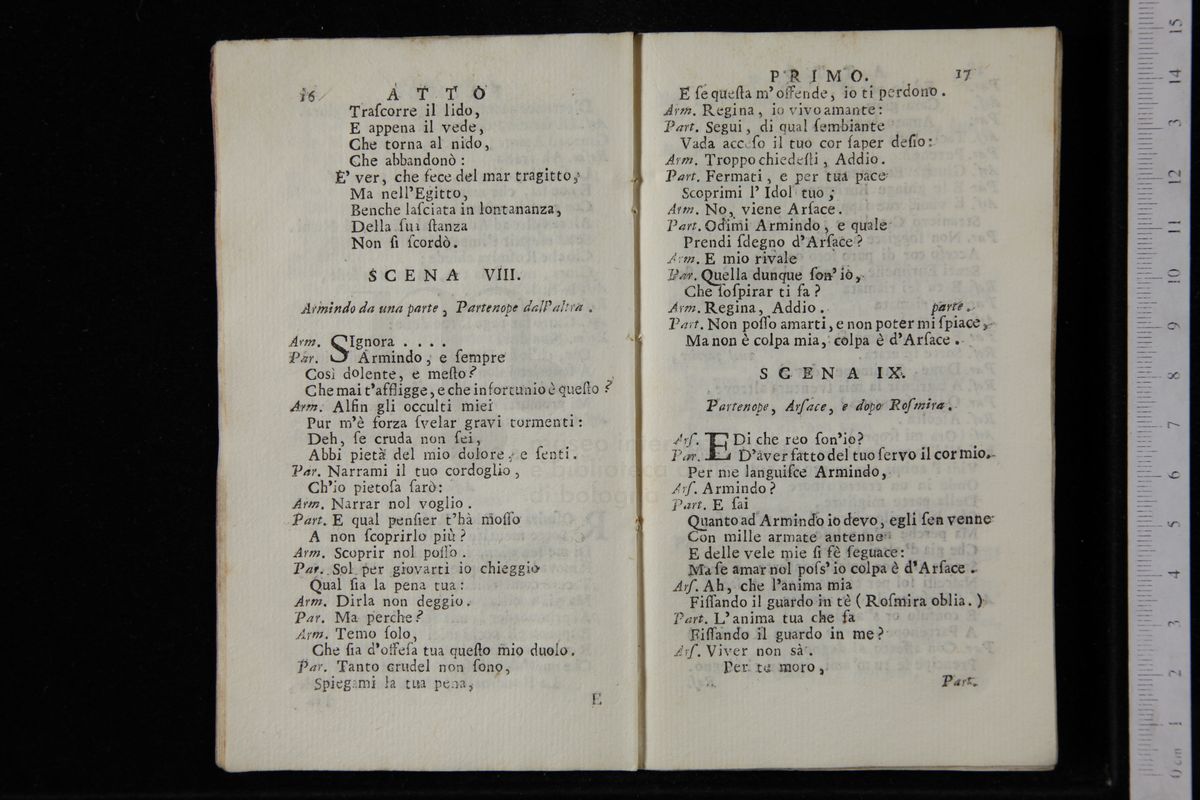 16 ATTO
Traſcorre il lido,
E appena il vede,
Che torna al nido,
Che abbandonò :
E' ver, che fece del mar tragitto,
Ma nell'Egitto,
Benche laſciata in lontananza,
Della ſui ſtanza
Non ſi ſcordò.
SCENA VIII.
Armindo da una parte, Partenope dall'altra .
Arm. SIgnora . . . .
Par. Armindo, e ſempre
Così dolente, e meſto?
Che mai t'affligge, e che infortunio è queſto ?
Arm. Alfin gli occulti miei
Pur m'è forza ſvelar gravi tormenti:
Deh, ſe cruda non ſei,
Abbi pietà del mio dolore, e ſenti.
Par. Narrami il tuo cordoglio,
Ch'io pietoſa ſarò:
Arm. Narrar nol voglio.
Part. E qual penſier t'hà moſſo
A non ſcoprirlo più?
Arm. Scoprir nol poſſo.
Par. Sol per giovarti io chieggio
Qual ſia la pena tua:
Arm. Dirla non deggio.
Par. Ma perche?
Arm. Temo ſolo,
Che ſia d'offeſa tua queſto mio duolo.
Par. Tanto crudel non ſono,
Spiegami la tua pena,
E
PRIMO. 17
E ſe queſta m'offende, io ti perdono.
Arm. Regina, io vivo amante:
Part. Segui, di qual ſembiante
Vada acceſo il tuo cor ſaper deſio:
Arm. Troppo chiedeſti, Addio.
Part. Fermati, e per tua pace
Scoprimi l' Idol tuo;
Arm. No, viene Arſace.
Part. Odimi Armindo, e quale
Prendi ſdegno d'Arſace?
Arm. E mio rivale
Par. Quella dunque ſon' iò,
Che ſoſpirar ti fa?
Arm. Regina, Addio. parte.
Part. Non poſſo amarti, e non poter mi ſpiace,
Ma non è colpa mia, colpa è d'Arſace.
SCENA IX.
Partenope, Arſace, e dopo Roſmira.
Arſ. EDi che reo ſon'io?
Par. D'aver fatto del tuo ſervo il cor mio.
Per me languiſce Armindo,
Arſ. Armindo?
Part. E ſai
Quanto ad Armindo io devo, egli ſen venne
Con mille armate antenne
E delle vele mie ſi fè ſeguace:
Ma ſe amar nol poſs' io colpa è d'Arſace.
Arſ. Ah, che l'anima mia
Fiſſando il guardo in tè (Roſmira oblia.)
Part. L'anima tua che fa
Fiſſando il guardo in me?
Arſ. Viver non sà.
Per te moro,
Part.